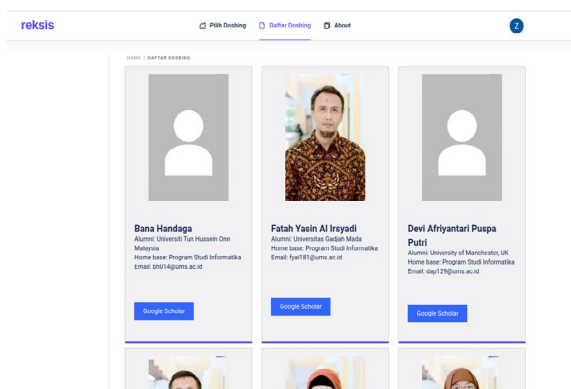 reksis
Pilih Dosbing
Daftar Dosbing
About
Z
HOME > DAFTAR DOSBING
Bana Handaga
Alumni: Universiti Tun Hussein Onn
Malaysia
Home base: Program Studi Informatika
Email: bh014@ums.ac.id
Google Scholar
Fatah Yasin Al Irsyadi
Alumni: Universitas Gadjah Mada
Home base: Program Studi Informatika
Email: fyai181@ums.ac.id
Google Scholar
Devi Afriyantari Puspa
Putri
Alumni: University of Manchester, UK
Home base: Program Studi Informatika
Email: dap129@ums.ac.id
Google Scholar